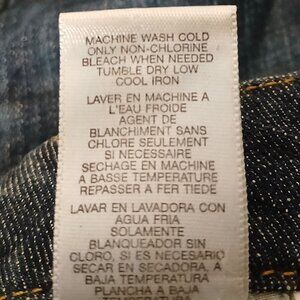 MACHINE WASH COLD
ONLY NON-CHLORINE
BLEACH WHEN NEEDED
TUMBLE DRY LOW
COOL IRON
LAVER EN MACHINE A
L'EAU FROIDE
AGENT DE
BLANCHIMENT SANS
CHLORE SEULEMENT
SI NECESSAIRE
SECHAGE EN MACHINE
A BASSE TEMPERATURE
REPASSER A FER TIEDE
LAVAR EN LAVADORA CON
AGUA FRIA
SOLAMENTE
BLANQUEADOR SIN
CLORO, SI ES NECESARIO
SECAR EN SECADORA, A
BAJA TEMPERATURA
PLANCHA A BAJA